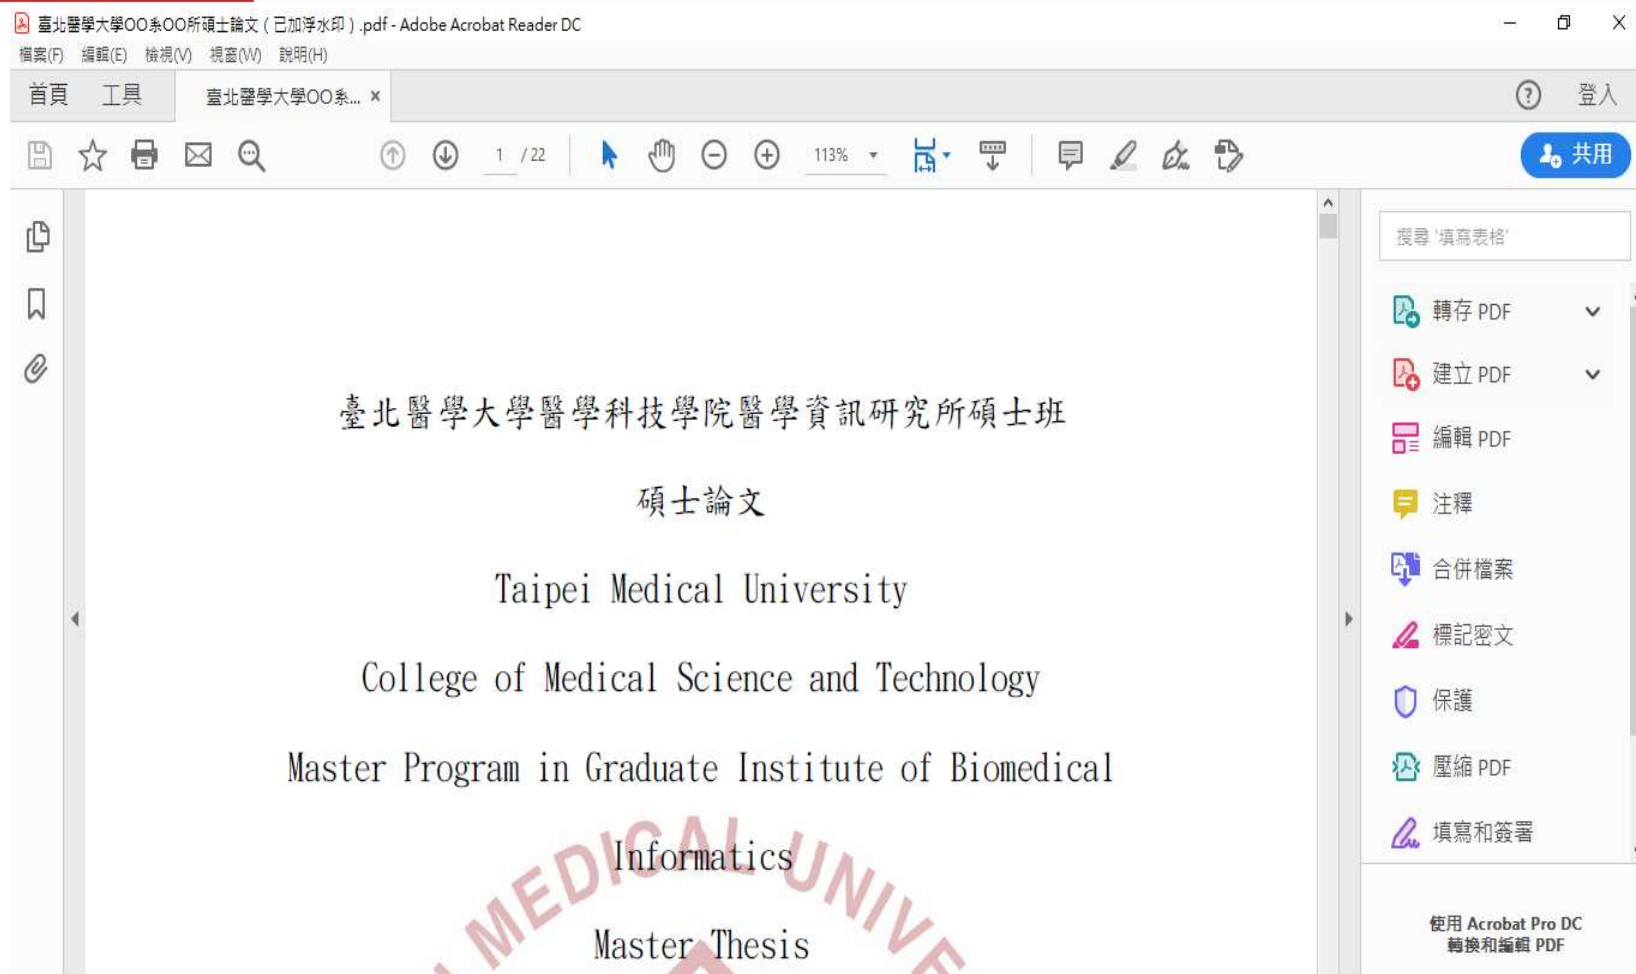 臺北醫學大學OO系OO所碩士論文（已加浮水印）.pdf - Adobe Acrobat Reader DC
檔案(F) 編輯(E) 檢視(V) 視窗(W) 說明(H)
首頁 工具 臺北醫學大學OO系... × 登入
1 / 22 113% 共用
搜尋 '填寫表格'
轉存 PDF
建立 PDF
編輯 PDF
注釋
合併檔案
標記密文
保護
壓縮 PDF
填寫和簽署
使用 Acrobat Pro DC
轉換和編輯 PDF
臺北醫學大學醫學科技學院醫學資訊研究所碩士班
碩士論文
Taipei Medical University
College of Medical Science and Technology
Master Program in Graduate Institute of Biomedical
Informatics
Master Thesis
MEDICAL UNIVE